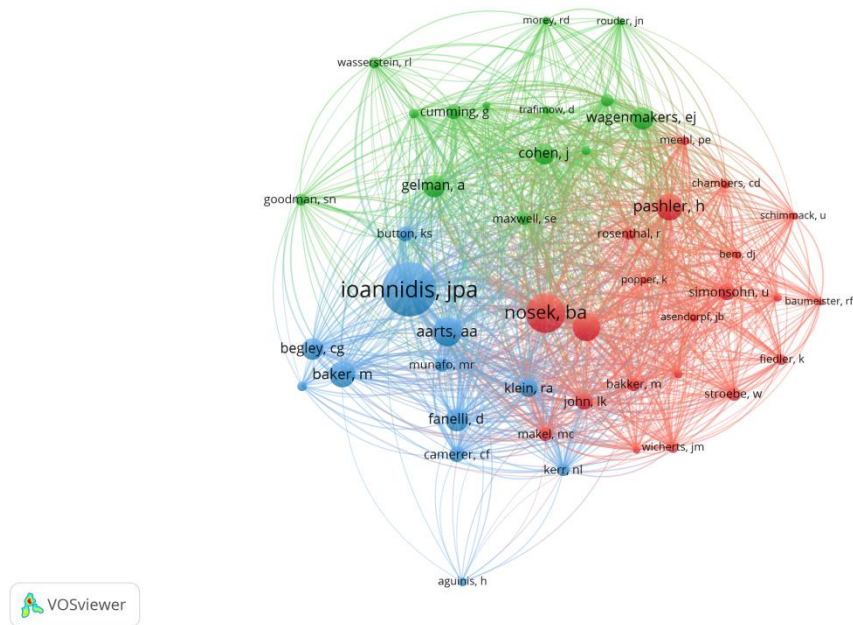 morey, rd
rouder, jn
wasserstein, rl
cumming, g
trafimow, d
wagenmakers, ej
meehl, pe
cohen, j
gelman, a
chambers, cd
goodman, sn
pashler, h
maxwell, se
schimmack, u
button, ks
rosenthal, r
bem, dj
popper, k
ioannidis, jpa
simonsohn, u
baumeister, rf
nosek, ba
asendorpf, jb
aarts, aa
begley, cg
munafo, mr
fiedler, k
baker, m
klein, ra
bakker, m
stroebe, w
john, lk
fanelli, d
makel, mc
wicherts, jm
camerer, cf
kerr, nl
aguinis, h
VOSviewer